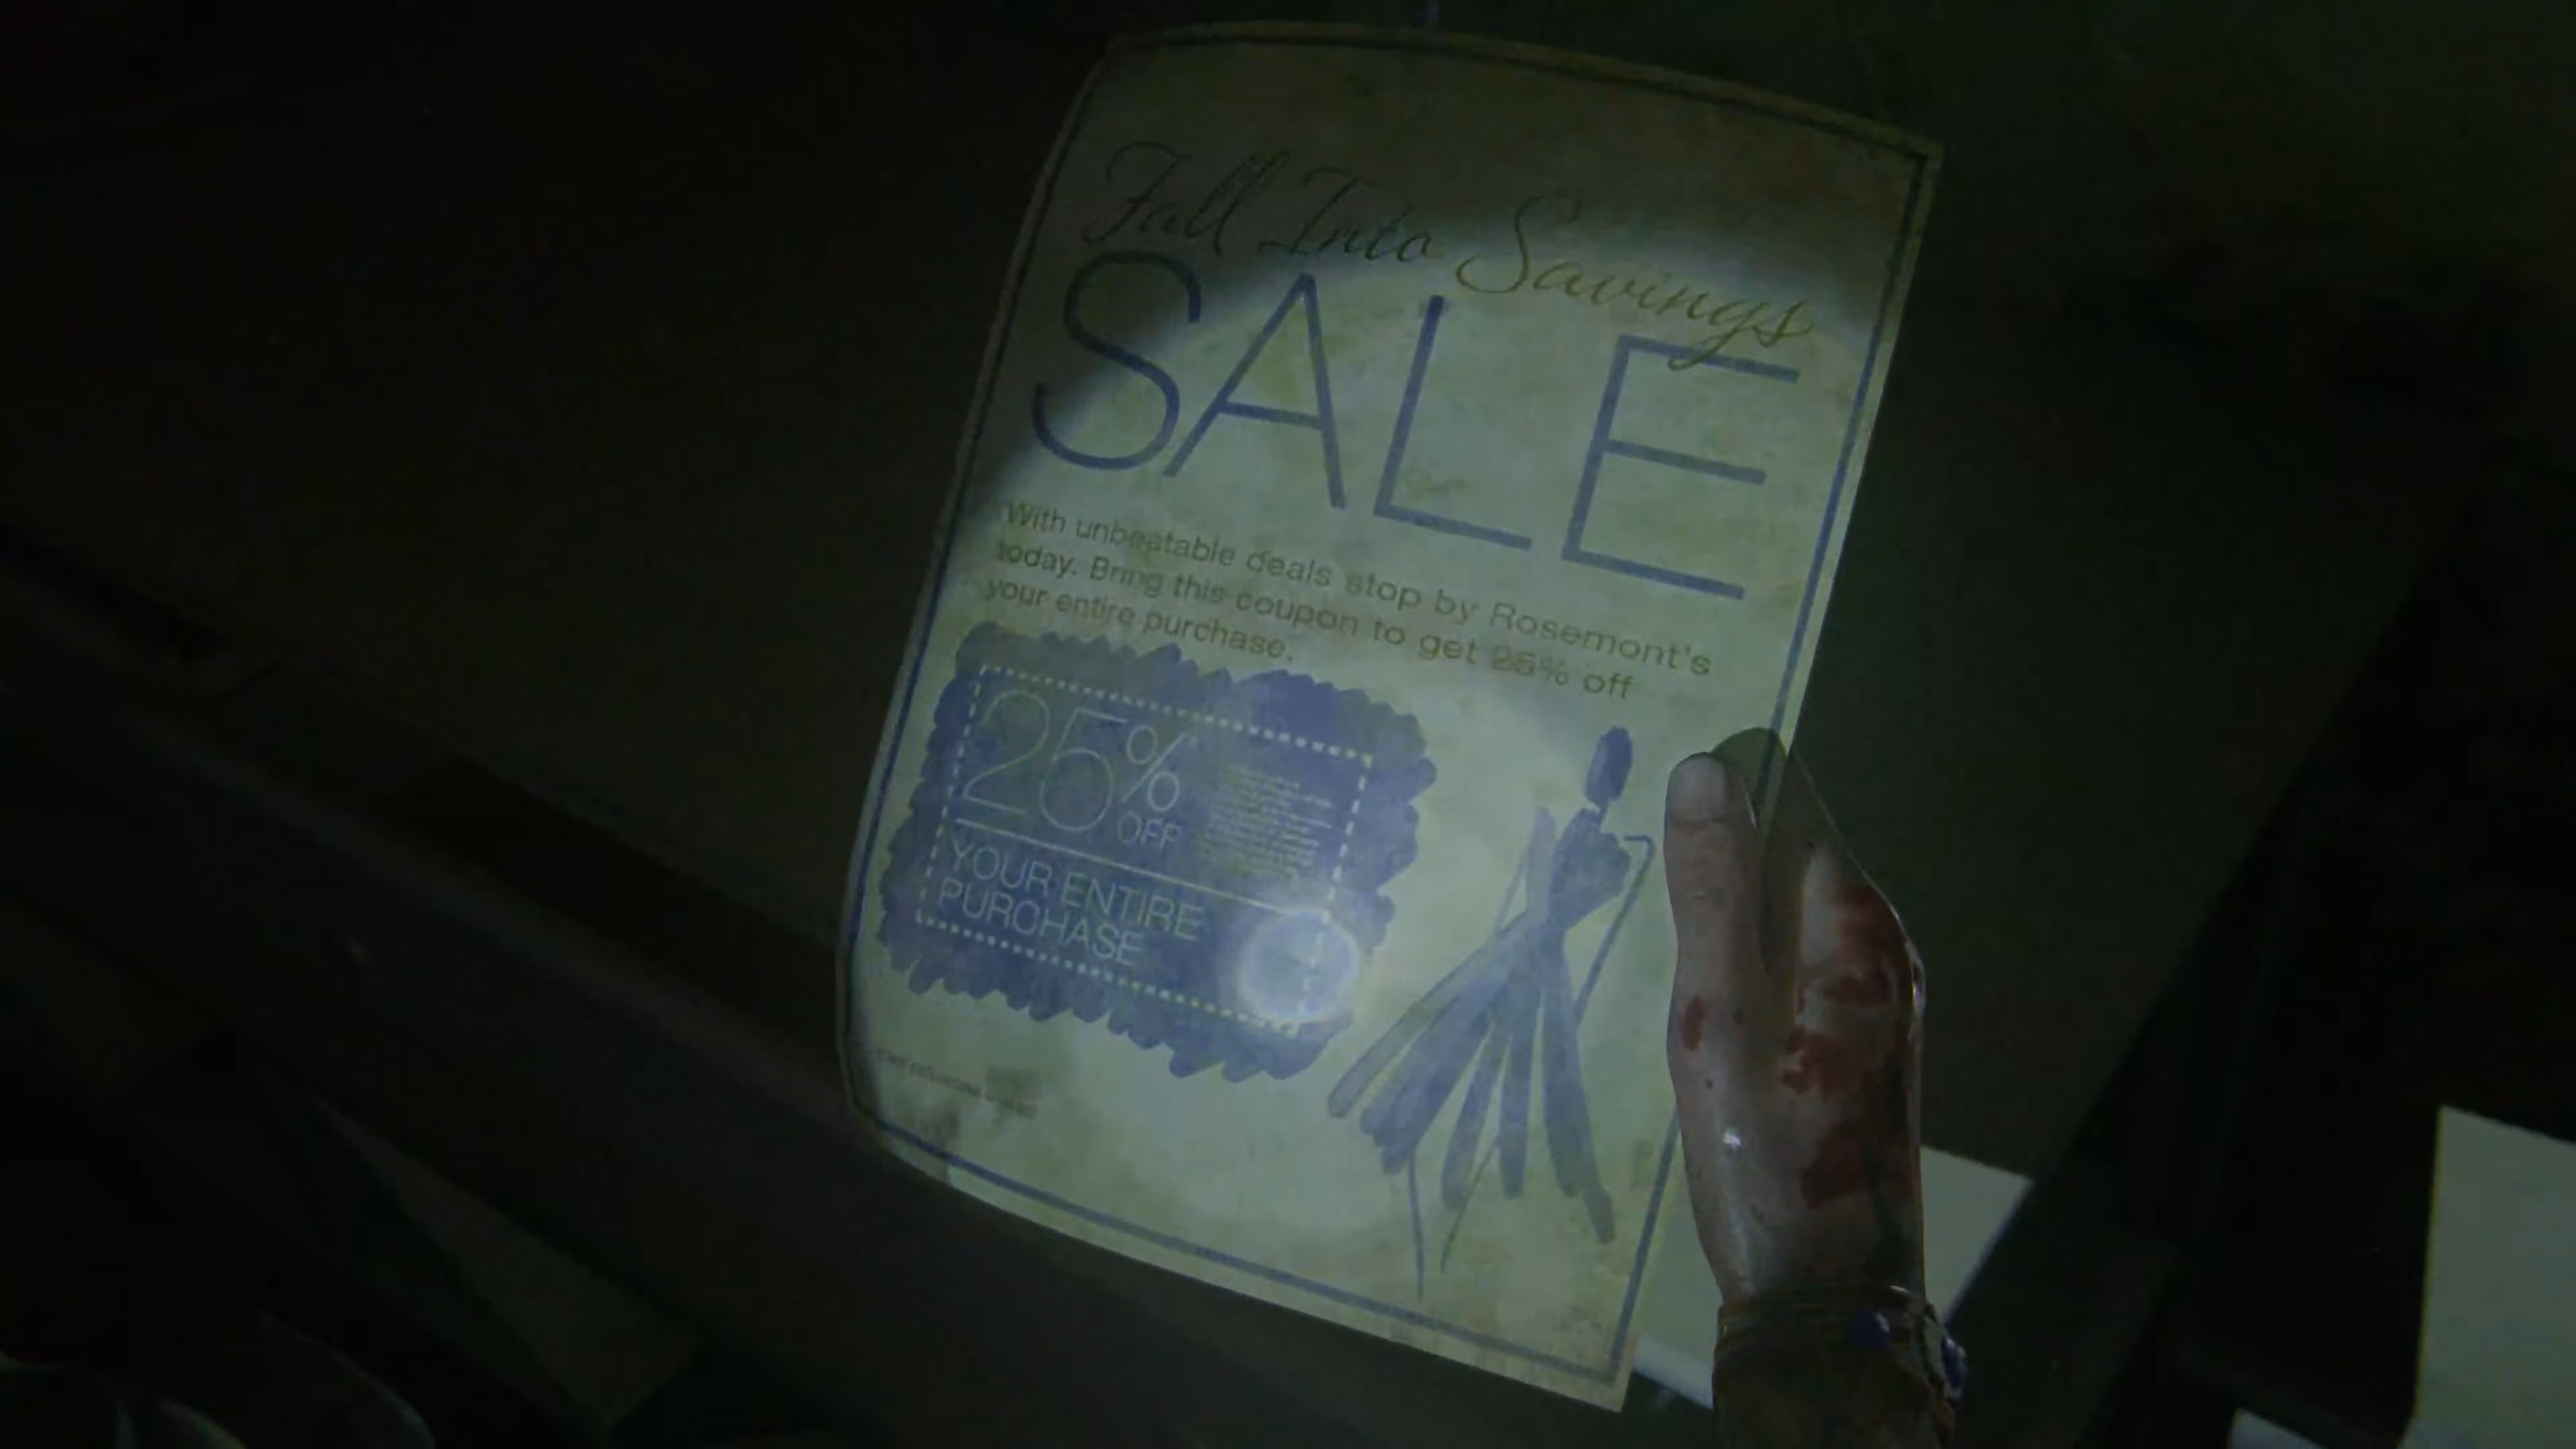 Fall Into Savings
SALE
With unbeatable deals stop by Rosemont's
today. Bring this coupon to get 25% off
your entire purchase.
25% OFF
YOUR ENTIRE
PURCHASE